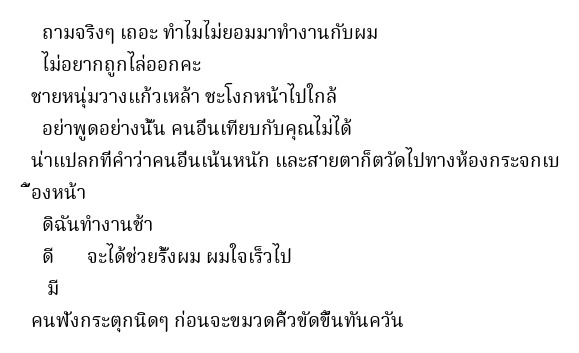 ถามจริงๆ เถอะ ทำไมไม่ยอมมาทำงานกับผม
ไม่อยากถูกไล่ออกคะ
ชายหนุ่มวางแก้วเหล้า ชะโงกหน้าไปใกล้
อย่าพูดอย่างนั้น คนอื่นเทียบกับคุณไม่ได้
น่าแปลกที่คำว่าคนอื่นเน้นหนัก และสายตาก็ตวัดไปทางห้องกระจกเบ
ื้องหน้า
ดิฉันทำงานช้า
ดี จะได้ช่วยรั้งผม ผมใจเร็วไป
มี
คนฟังกระตุกนิดๆ ก่อนจะขมวดคิ้วขัดขึ้นทันควัน